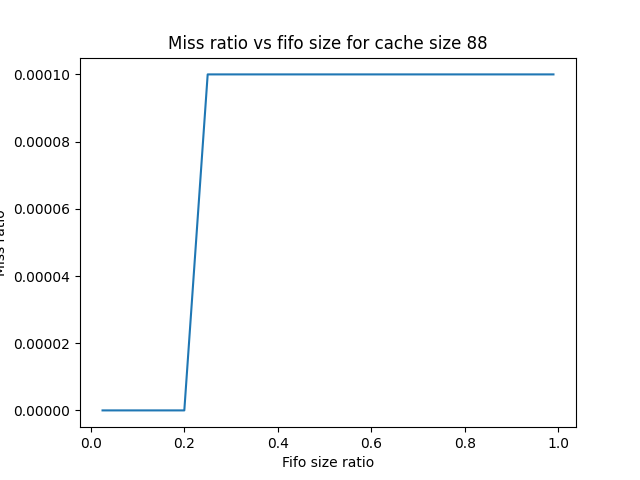 Miss ratio vs fifo size for cache size 88
0.00010
0.00008
0.00006
0.00004
0.00002
0.00000
Miss ratio
0.0 0.2 0.4 0.6 0.8 1.0
Fifo size ratio